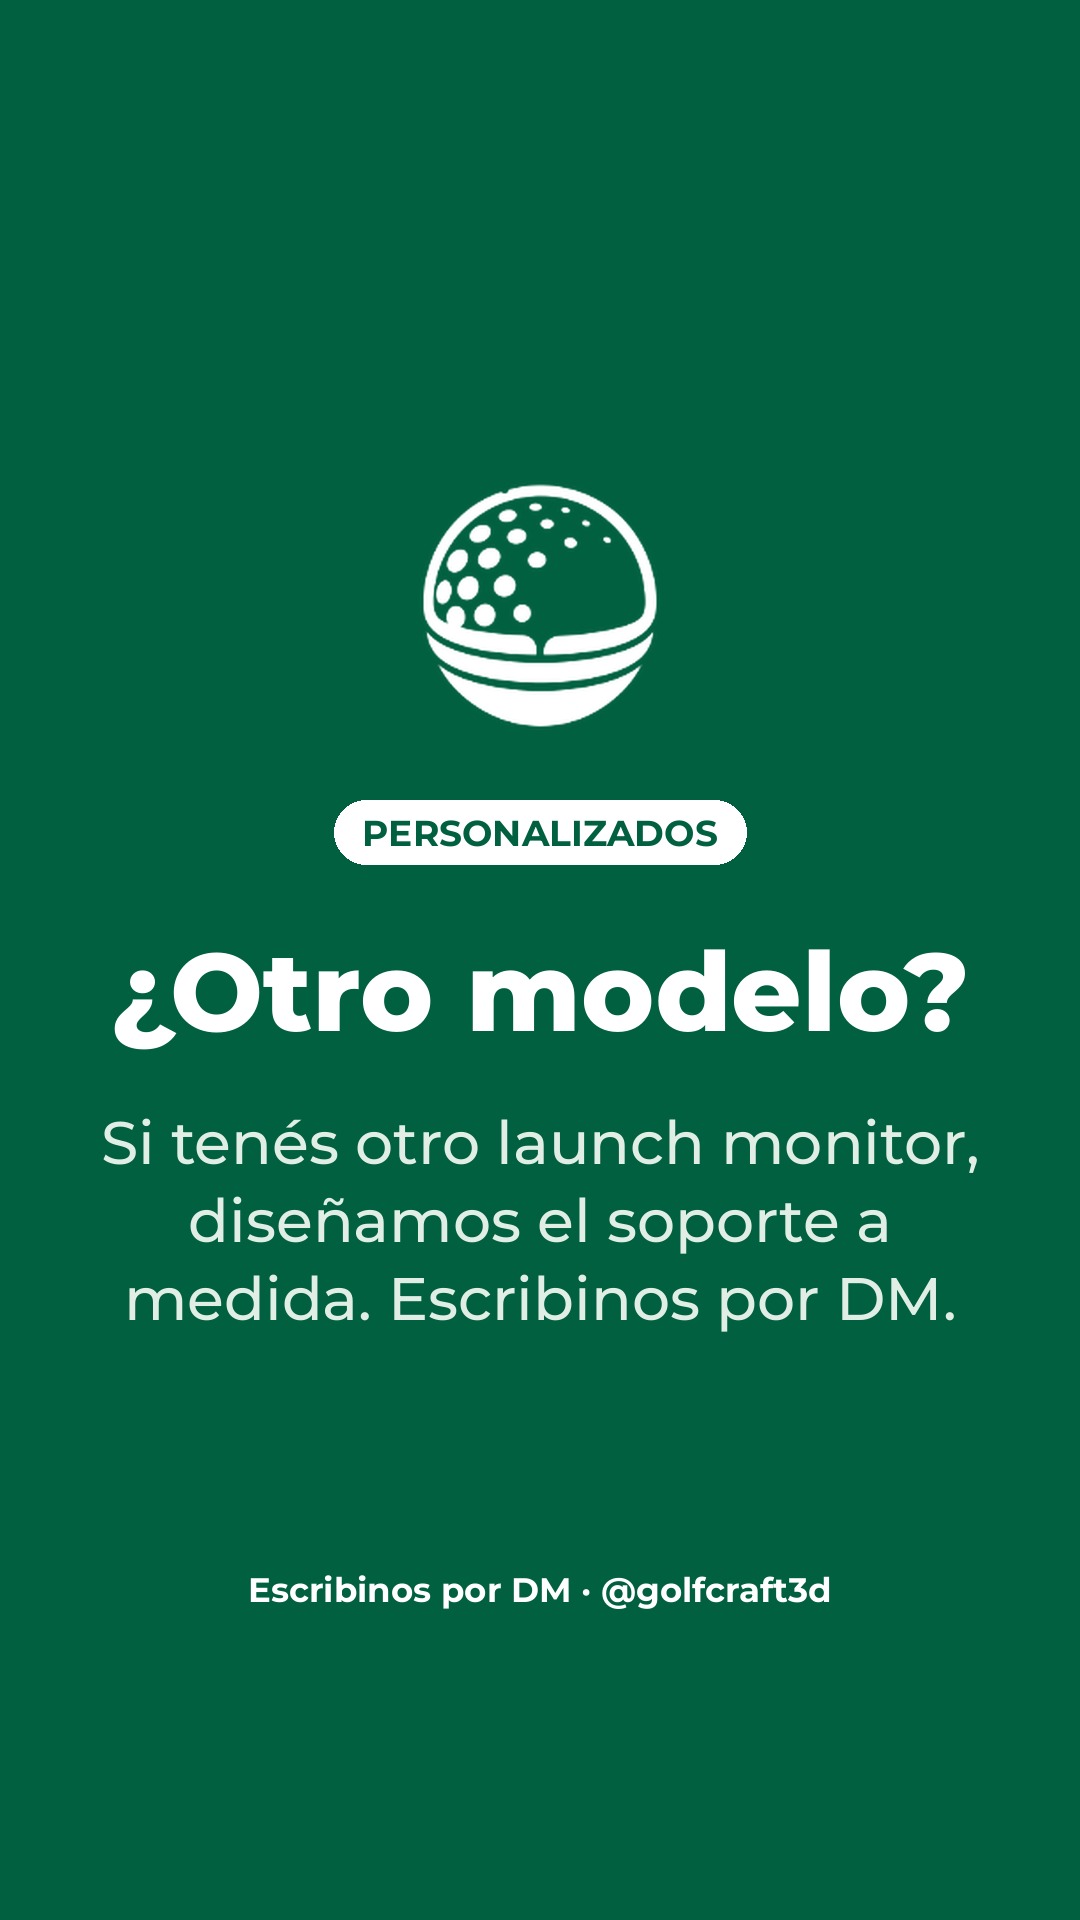 PERSONALIZADOS
¿Otro modelo?
Si tenés otro launch monitor,
diseñamos el soporte a
medida. Escribinos por DM.
Escribinos por DM · @golfcraft3d